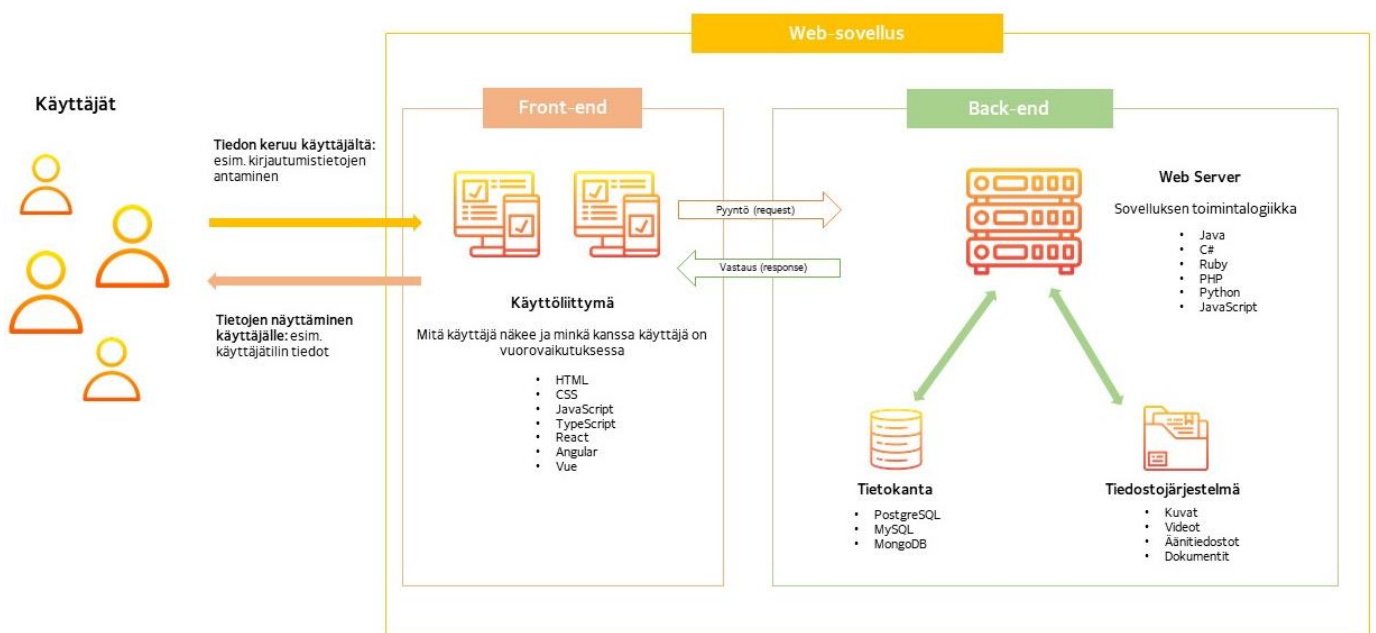 Web-sovellus
Käyttäjät
Tiedon keruu käyttäjältä:
esim. kirjautumistietojen
antaminen
Tietojen näyttäminen
käyttäjälle: esim.
käyttäjätilin tiedot
Front-end
Käyttöliittymä
Mitä käyttäjä näkee ja minkä kanssa käyttäjä on
vuorovaikutuksessa
• HTML
• CSS
• JavaScript
• TypeScript
• React
• Angular
• Vue
Pyyntö (request)
Vastaus (response)
Back-end
Web Server
Sovelluksen toimintalogiikka
• Java
• C#
• Ruby
• PHP
• Python
• JavaScript
Tietokanta
• PostgreSQL
• MySQL
• MongoDB
Tiedostojärjestelmä
• Kuvat
• Videot
• Äänitiedostot
• Dokumentit